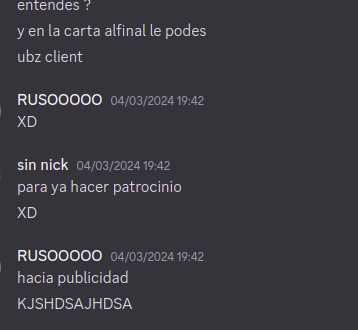 entendes ?
y en la carta alfinal le podes
ubz client
RUSOOOOO 04/03/2024 19:42
XD
sin nick 04/03/2024 19:42
para ya hacer patrocinio
XD
RUSOOOOO 04/03/2024 19:42
hacia publicidad
KJSHDSAJHDSA